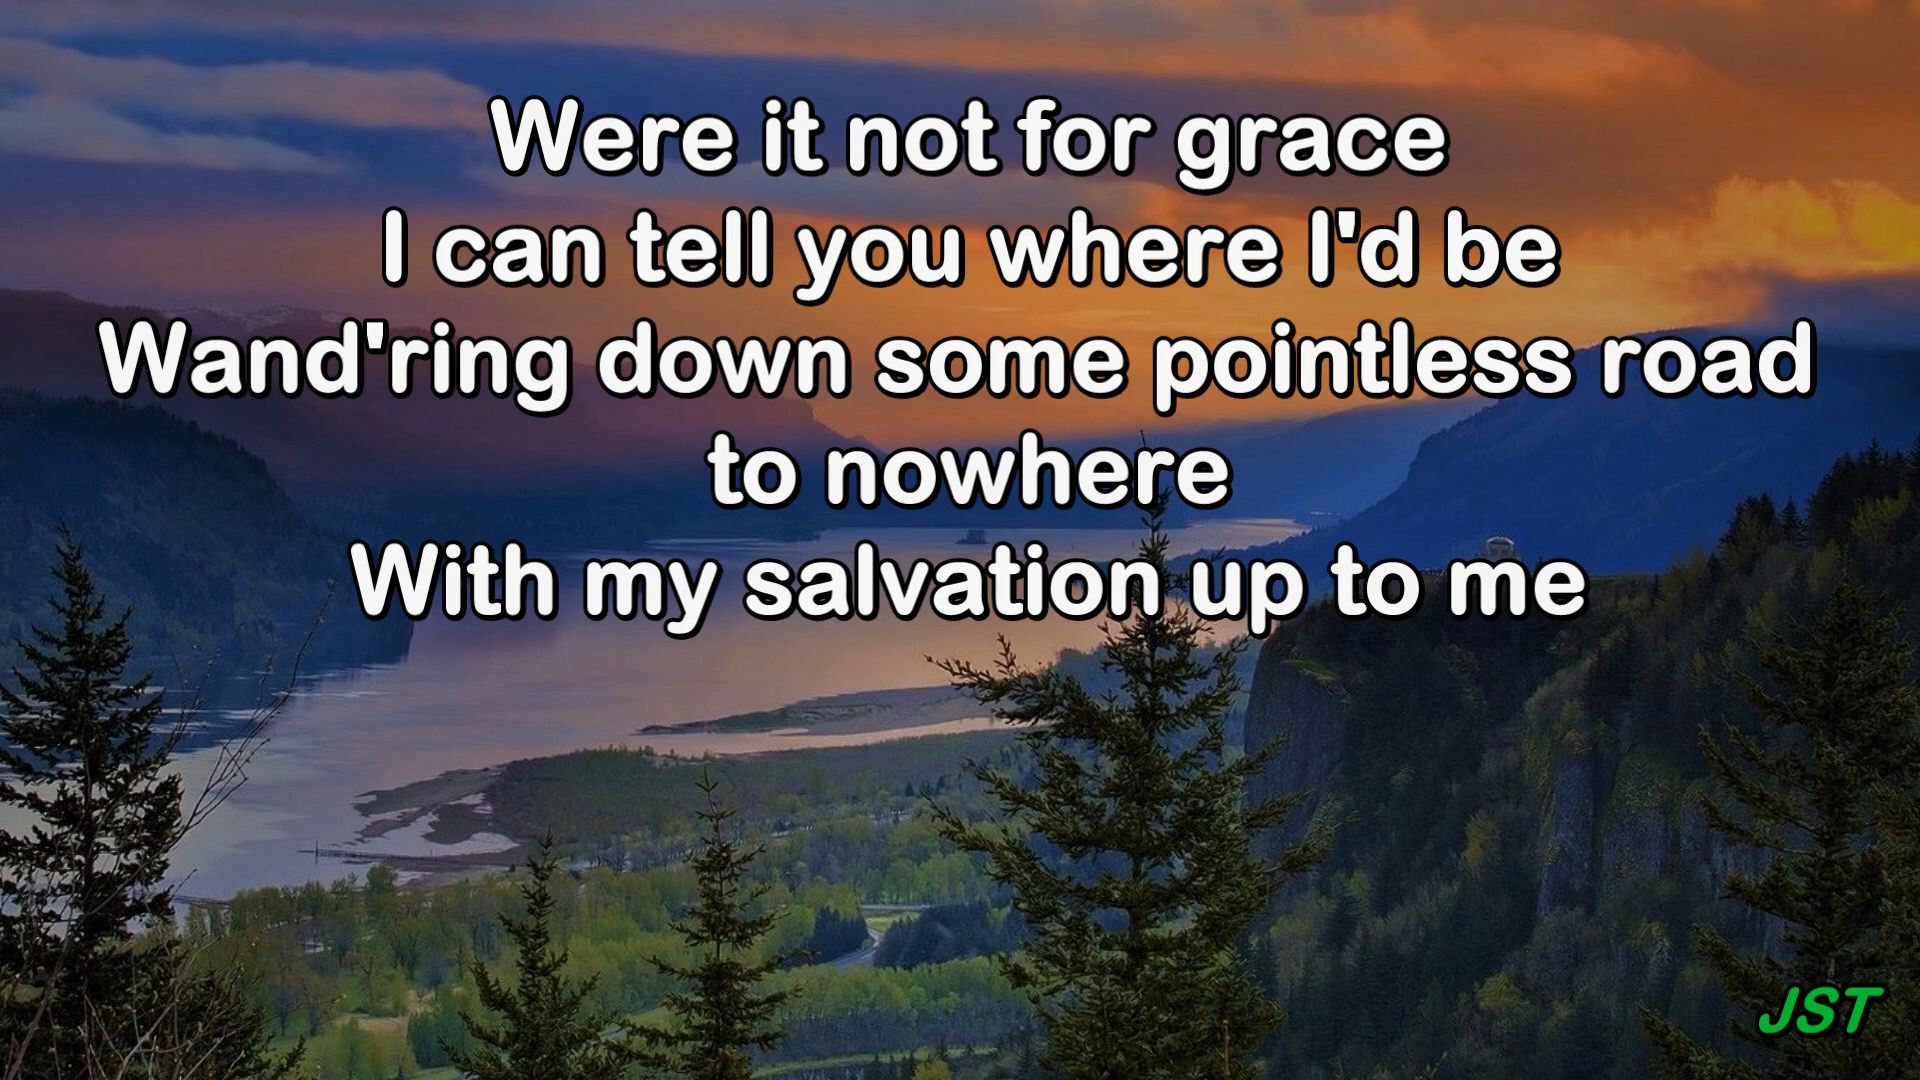 Were it not for grace
I can tell you where I'd be
Wand'ring down some pointless road
to nowhere
With my salvation up to me
JST